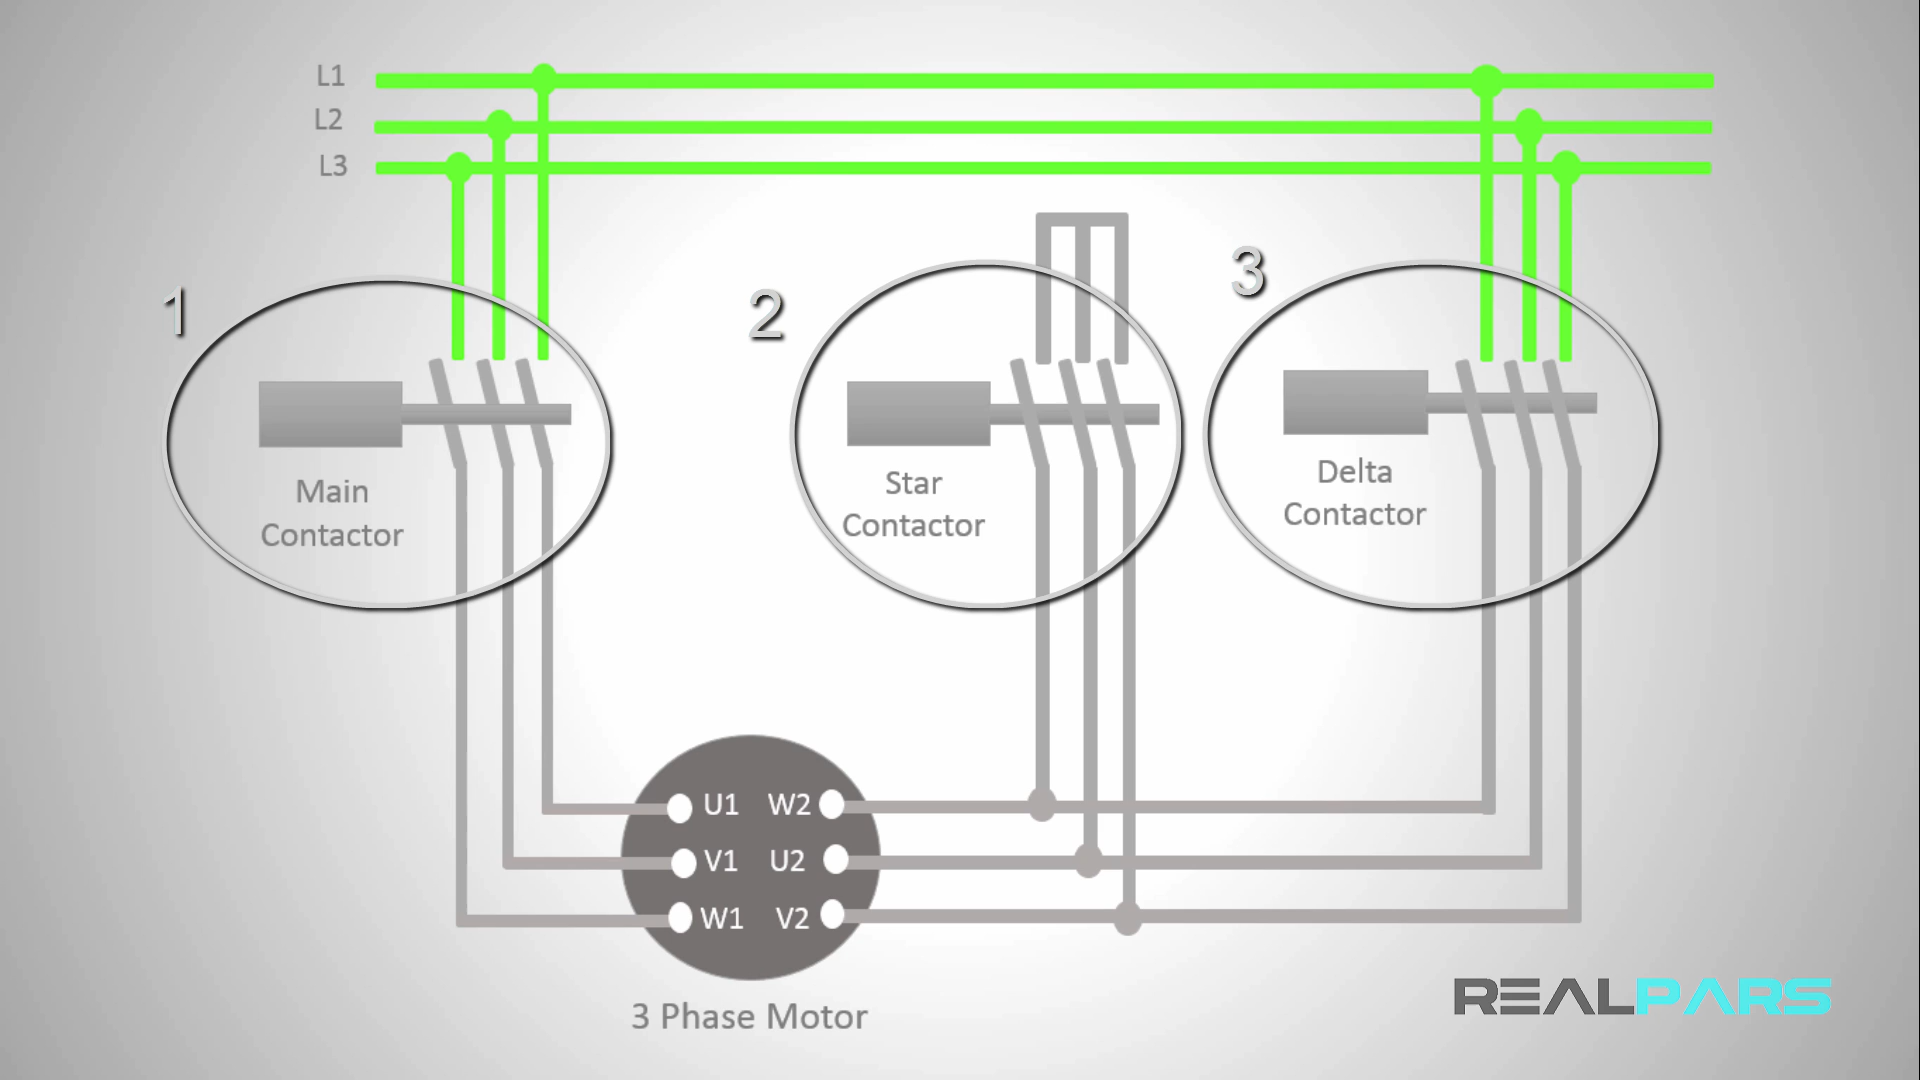 L1
L2
L3
1
2
3
Main
Contactor
Star
Contactor
Delta
Contactor
U1 W2
V1 U2
W1 V2
3 Phase Motor
REALPARS